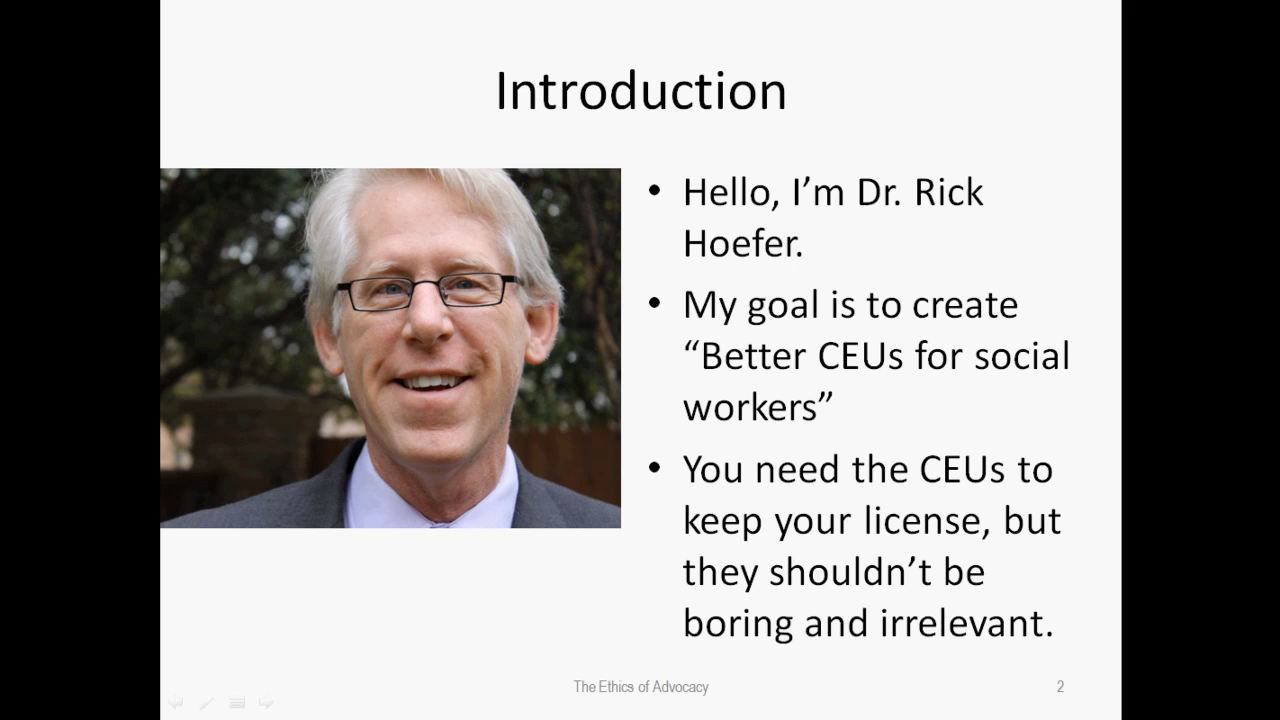 Introduction
• Hello, I’m Dr. Rick
Hoefer.
• My goal is to create
“Better CEUs for social
workers”
• You need the CEUs to
keep your license, but
they shouldn’t be
boring and irrelevant.
The Ethics of Advocacy
2